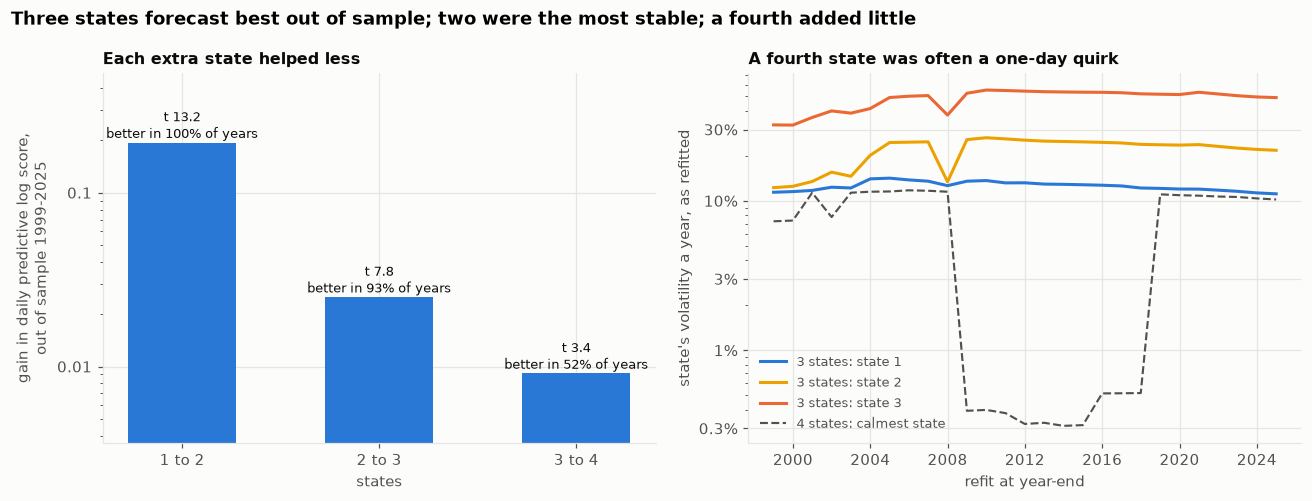 Three states forecast best out of sample; two were the most stable; a fourth added little
Each extra state helped less
gain in daily predictive log score,
out of sample 1999-2025
0.1
0.01
t 13.2
better in 100% of years
t 7.8
better in 93% of years
t 3.4
better in 52% of years
1 to 2
2 to 3
3 to 4
states
A fourth state was often a one-day quirk
state's volatility a year, as refitted
30%
10%
3%
1%
0.3%
3 states: state 1
3 states: state 2
3 states: state 3
4 states: calmest state
2000
2004
2008
2012
2016
2020
2024
refit at year-end